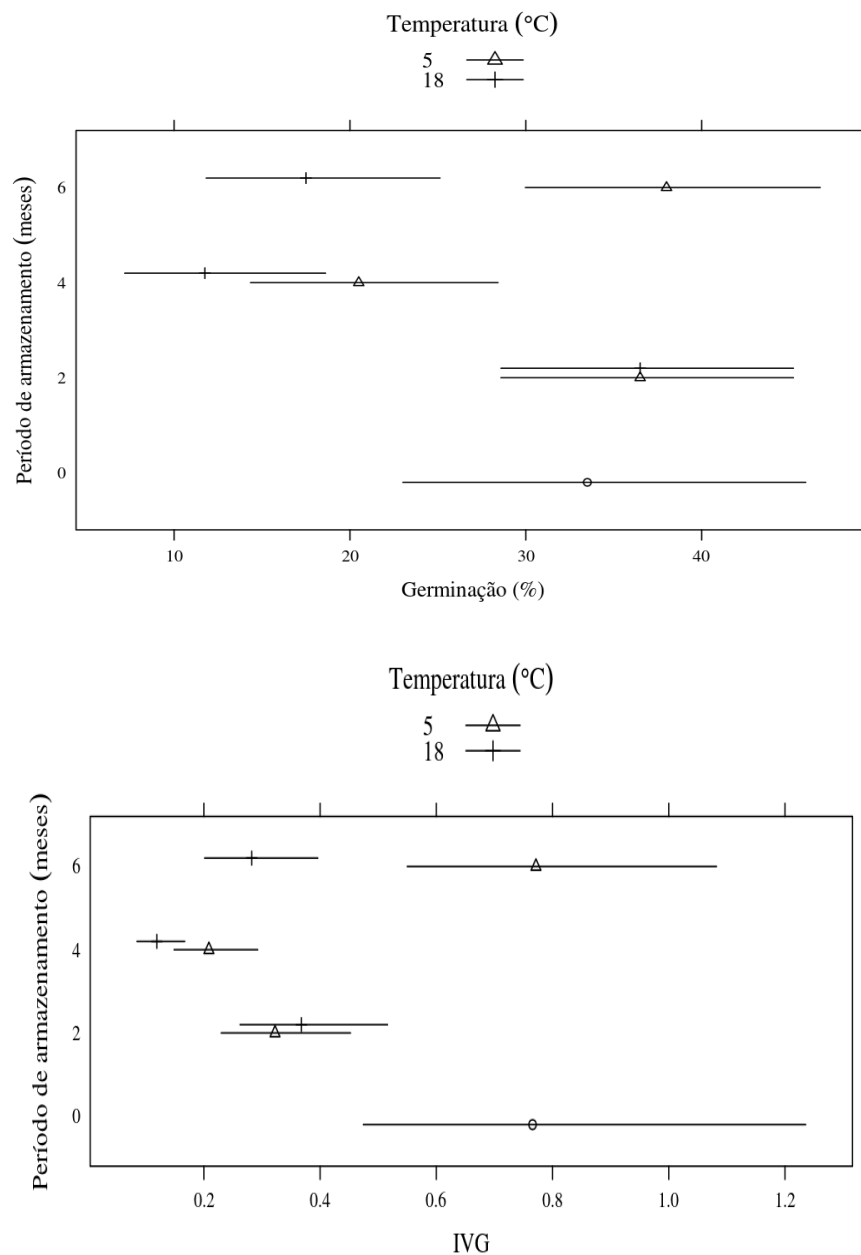 Temperatura (°C)
5
18
Período de armazenamento (meses)
6
4
2
0
10 20 30 40
Germinação (%)
Temperatura (°C)
5
18
Período de armazenamento (meses)
6
4
2
0
0.2 0.4 0.6 0.8 1.0 1.2
IVG